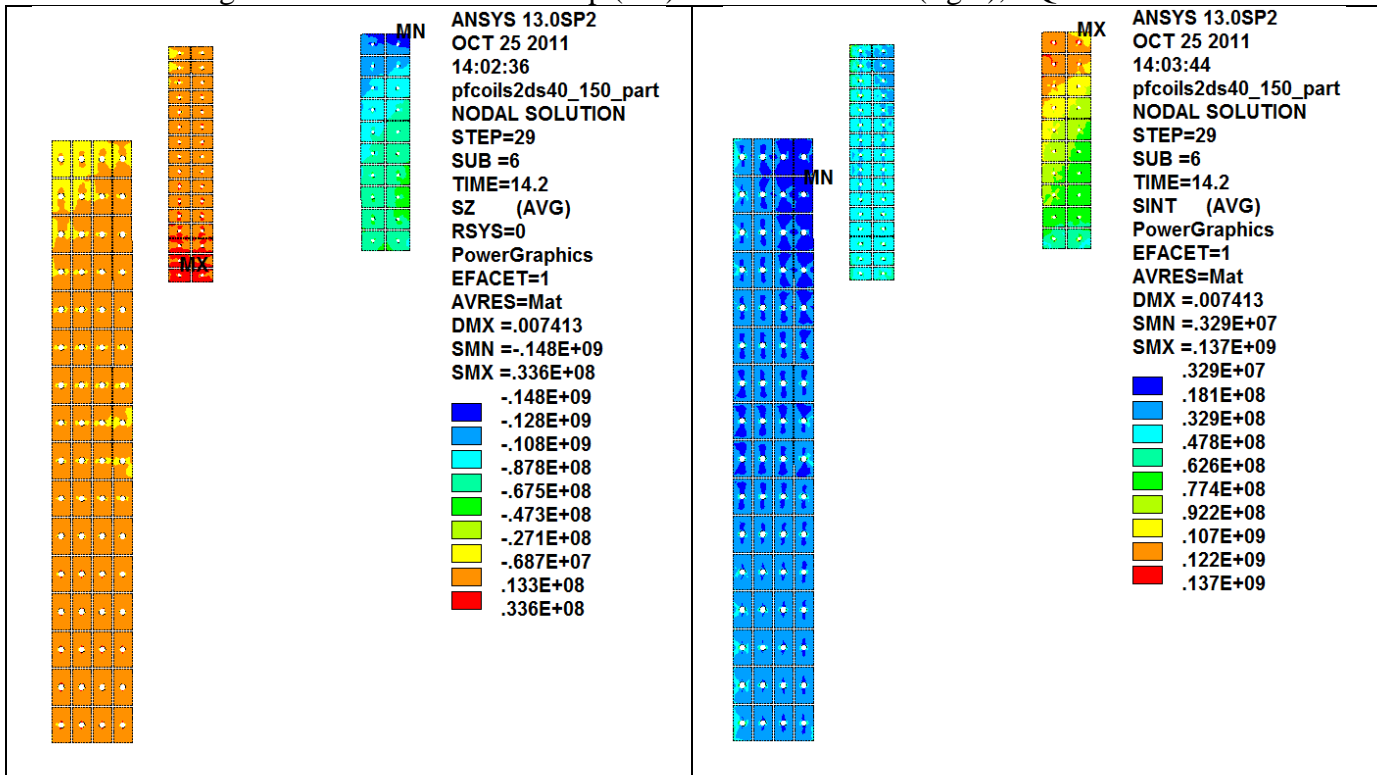 MN
MX
ANSYS 13.0SP2
OCT 25 2011
14:02:36
pfcoils2ds40_150_part
NODAL SOLUTION
STEP=29
SUB =6
TIME=14.2
SZ (AVG)
RSYS=0
PowerGraphics
EFACET=1
AVRES=Mat
DMX =.007413
SMN =-.148E+09
SMX =.336E+08
-.148E+09
-.128E+09
-.108E+09
-.878E+08
-.675E+08
-.473E+08
-.271E+08
-.687E+07
.133E+08
.336E+08
MX
MN
ANSYS 13.0SP2
OCT 25 2011
14:03:44
pfcoils2ds40_150_part
NODAL SOLUTION
STEP=29
SUB =6
TIME=14.2
SINT (AVG)
PowerGraphics
EFACET=1
AVRES=Mat
DMX =.007413
SMN =.329E+07
SMX =.137E+09
.329E+07
.181E+08
.329E+08
.478E+08
.626E+08
.774E+08
.922E+08
.107E+09
.122E+09
.137E+09